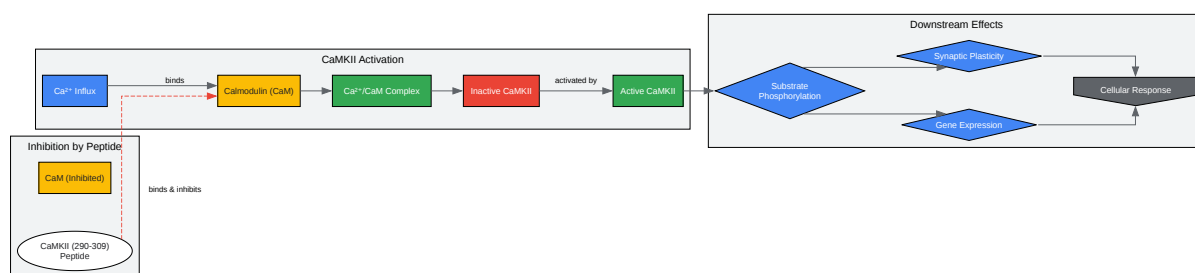 Downstream Effects
CaMKII Activation
Ca²⁺ Influx
binds
Calmodulin (CaM)
Ca²⁺/CaM Complex
Inactive CaMKII
activated by
Active CaMKII
Substrate
Phosphorylation
Synaptic Plasticity
Gene Expression
Cellular Response
Inhibition by Peptide
CaM (Inhibited)
binds & inhibits
CaMKII (290-309)
Peptide